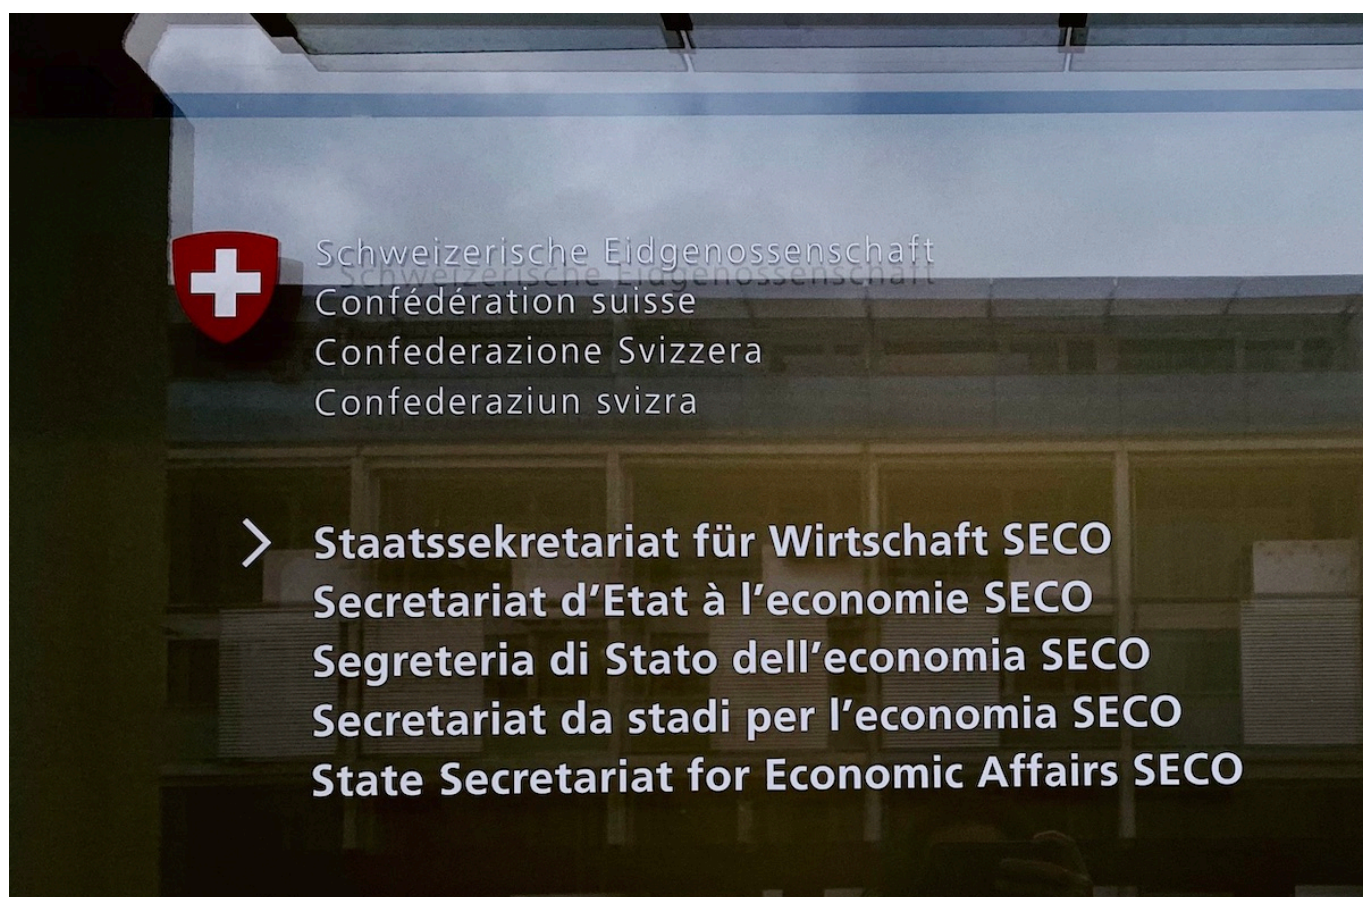 Schweizerische Eidgenossenschaft
Confédération suisse
Confederazione Svizzera
Confederaziun svizra
Staatssekretariat für Wirtschaft SECO
Secretariat d’Etat à l’economie SECO
Segreteria di Stato dell’economia SECO
Secretariat da stadi per l’economia SECO
State Secretariat for Economic Affairs SECO